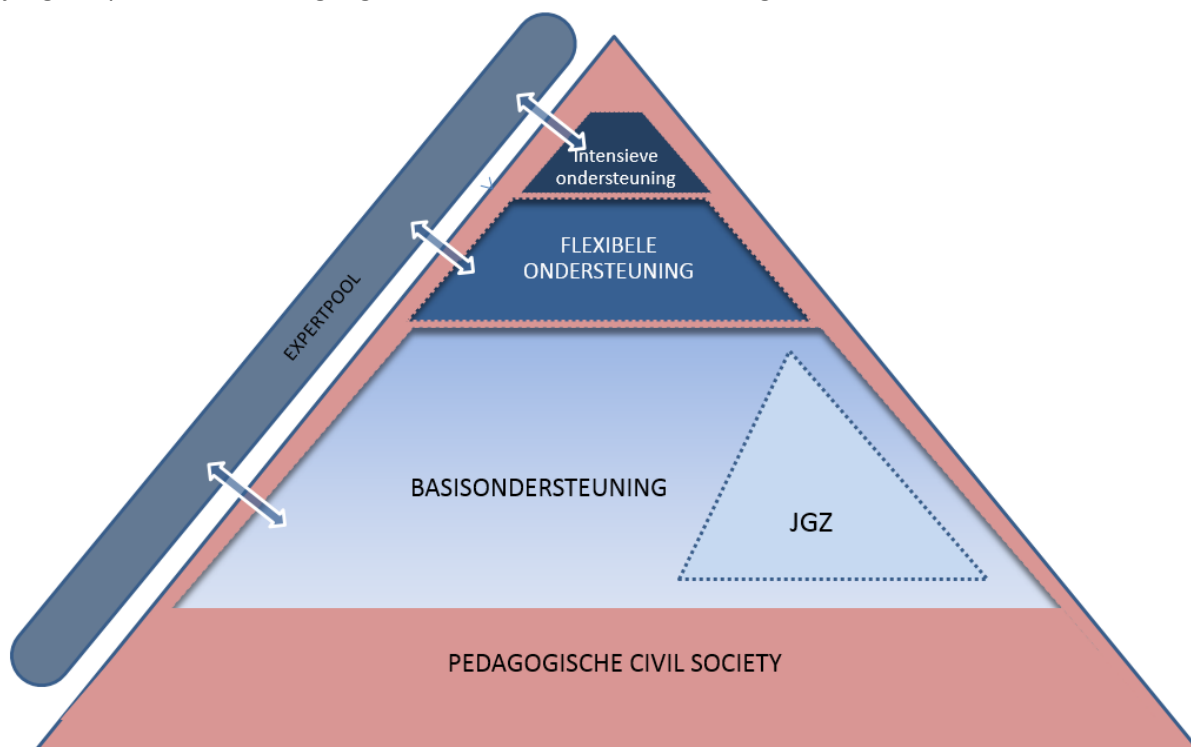 Intensieve
ondersteuning
FLEXIBELE
ONDERSTEUNING
EXPERTPOOL
BASISONDERSTEUNING
JGZ
PEDAGOGISCHE CIVIL SOCIETY